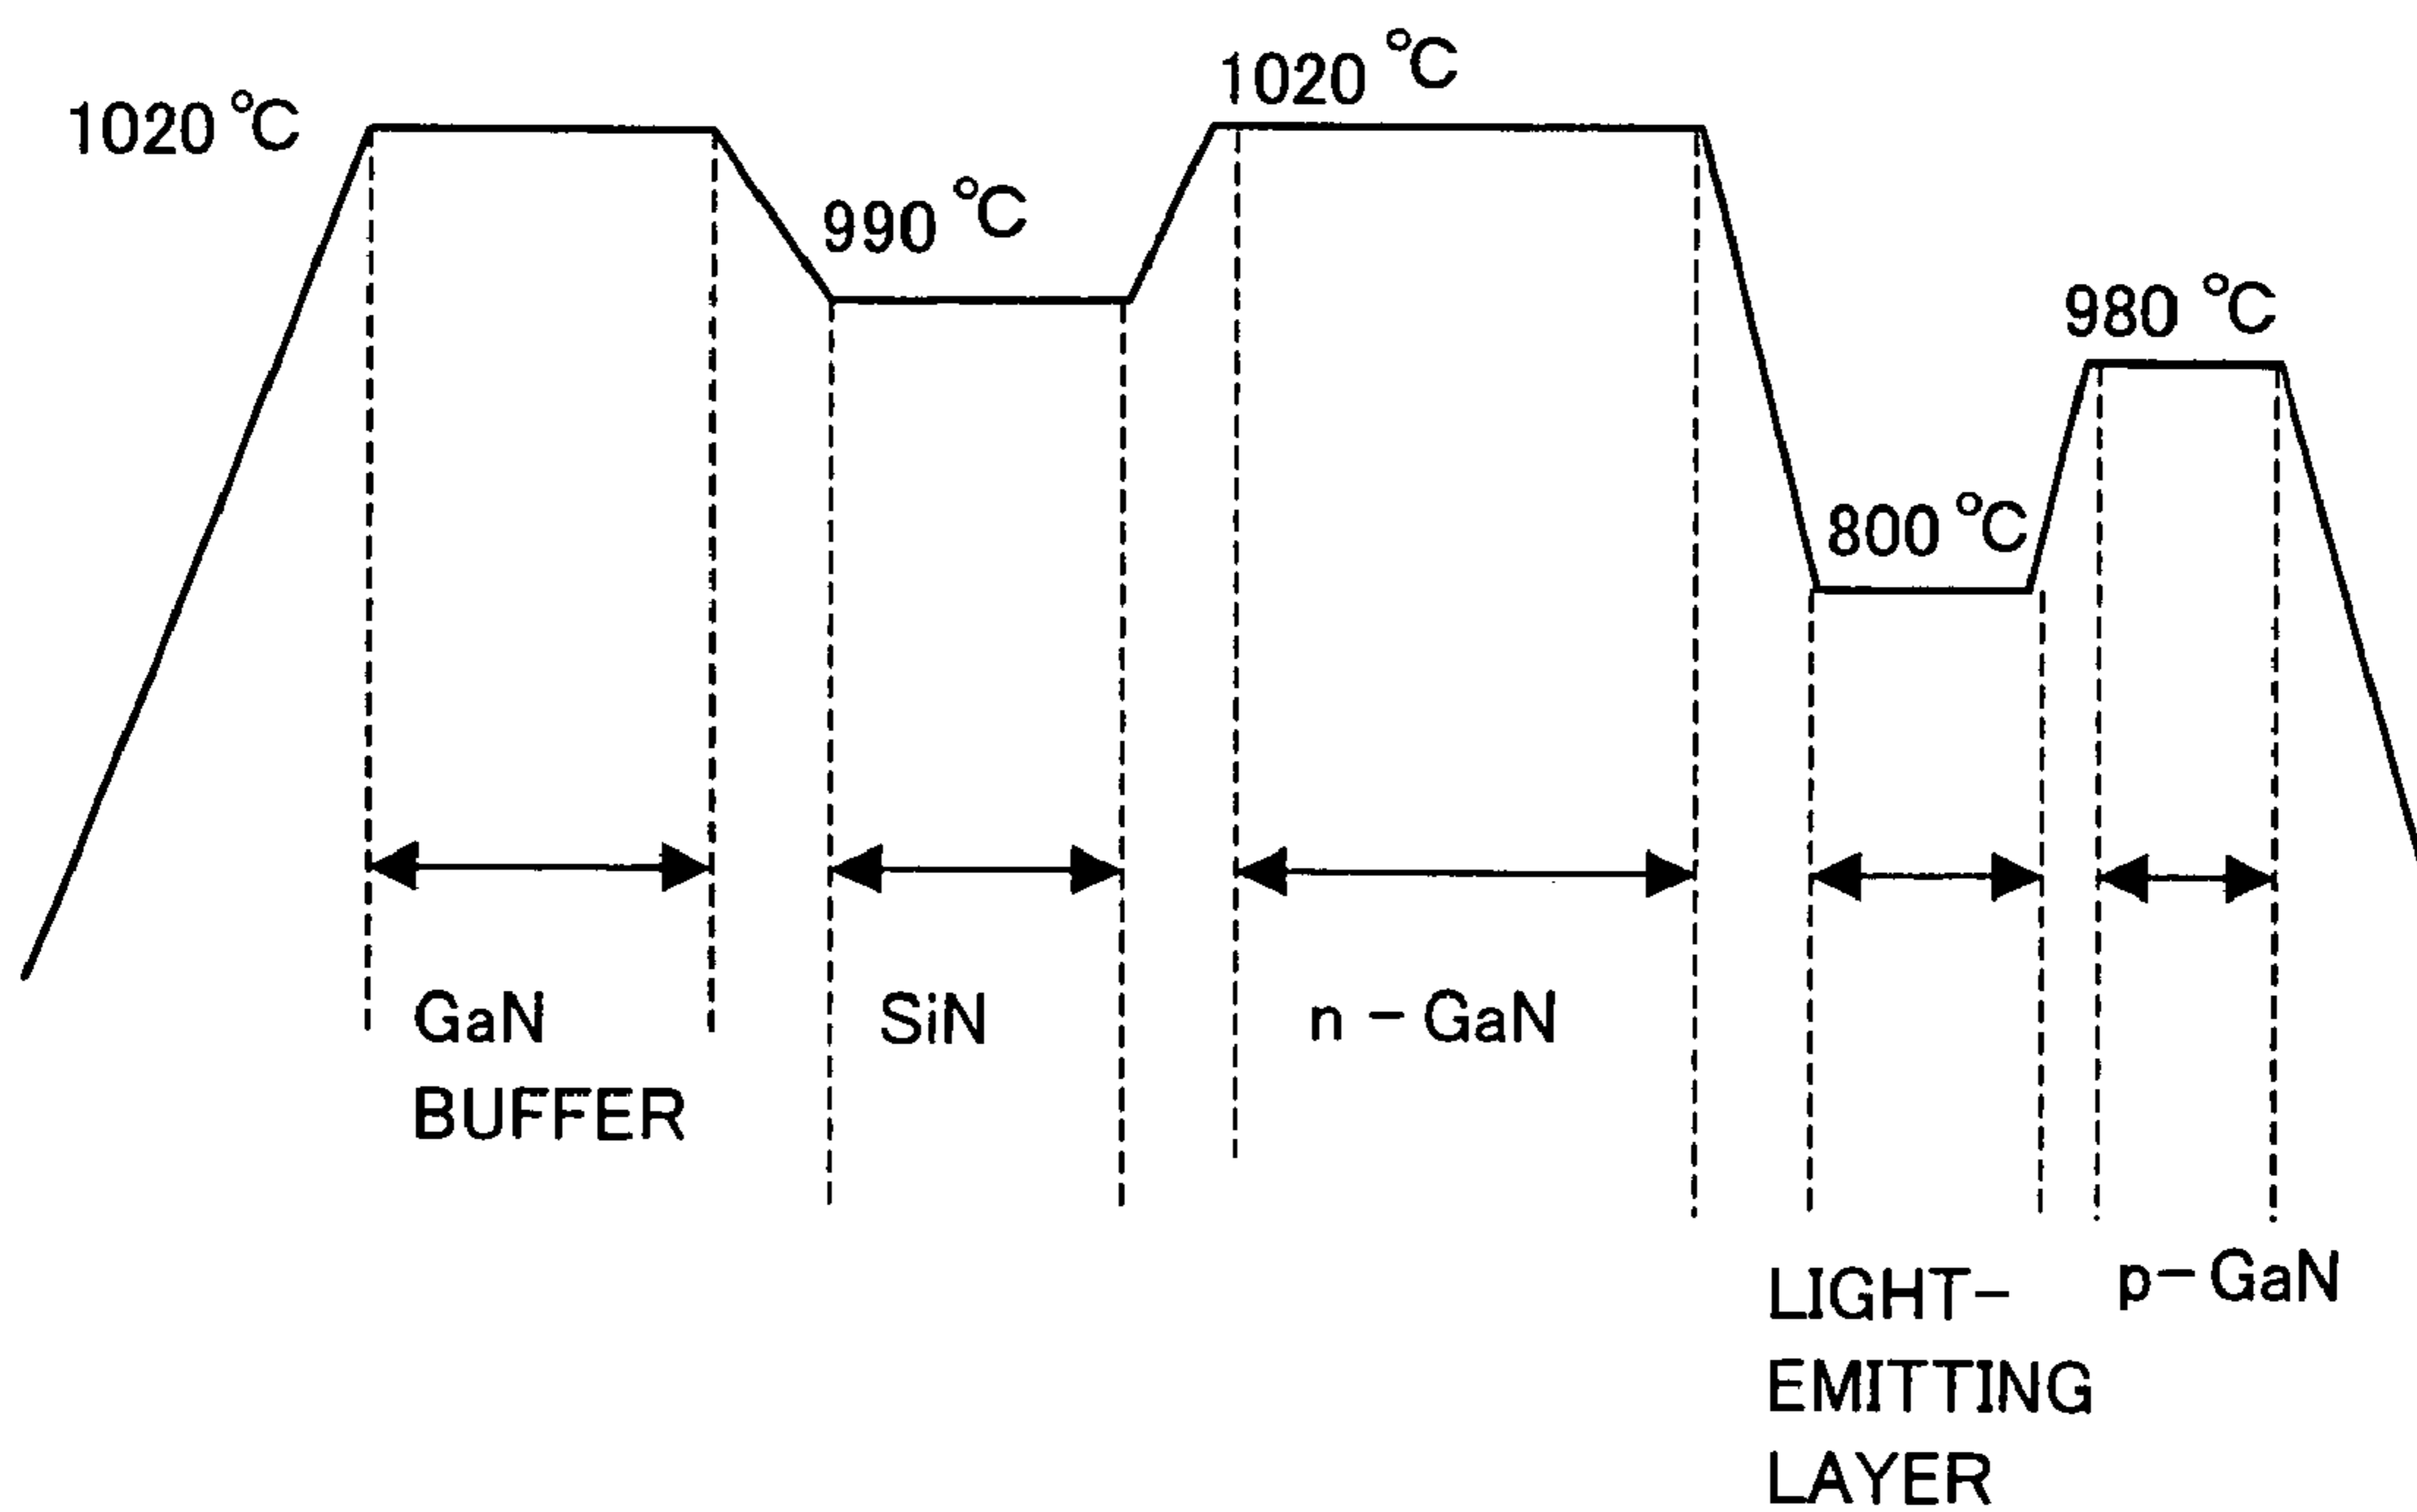 1020 °C
1020 °C
990 °C
980 °C
800 °C
GaN
BUFFER
SiN
n－GaN
LIGHT-
EMITTING
LAYER
p－GaN